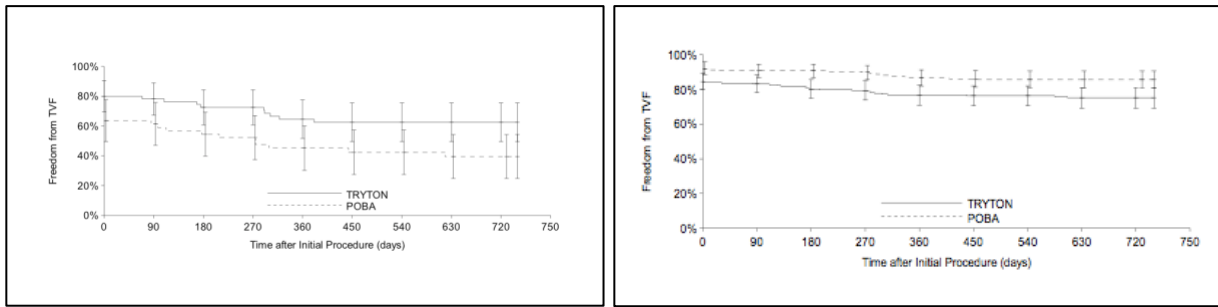 100%
80%
60%
40%
20%
0%
Freedom from TVF
TRYTON
POBA
0 90 180 270 360 450 540 630 720 750
Time after Initial Procedure (days)
100%
80%
60%
40%
20%
0%
Freedom from TVF
TRYTON
POBA
0 90 180 270 360 450 540 630 720 750
Time after Initial Procedure (days)